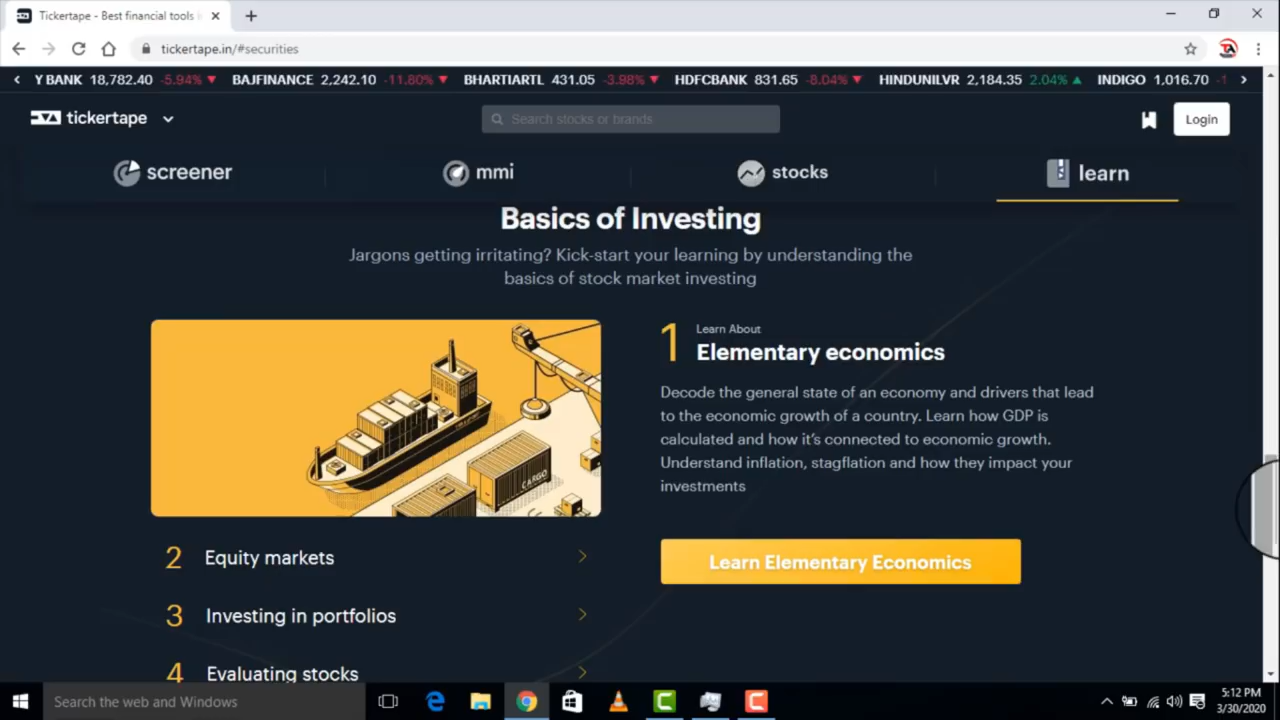 Tickertape - Best financial tools
tickertape.in/#securities
Y BANK 18,782.40 -5.94% BAJFINANCE 2,242.10 -11.80% BHARTIARTL 431.05 -3.98% HDFCBANK 831.65 -8.04% HINDUNILVR 2,184.35 2.04% INDIGO 1,016.70 -1
tickertape
Search stocks or brands
Login
screener
mmi
stocks
learn
Basics of Investing
Jargons getting irritating? Kick-start your learning by understanding the
basics of stock market investing
1 Learn About
Elementary economics
Decode the general state of an economy and drivers that lead
to the economic growth of a country. Learn how GDP is
calculated and how it's connected to economic growth.
Understand inflation, stagflation and how they impact your
investments
CARGO
Learn Elementary Economics
2 Equity markets
3 Investing in portfolios
4 Evaluating stocks
Search the web and Windows
5:12 PM
3/30/2020